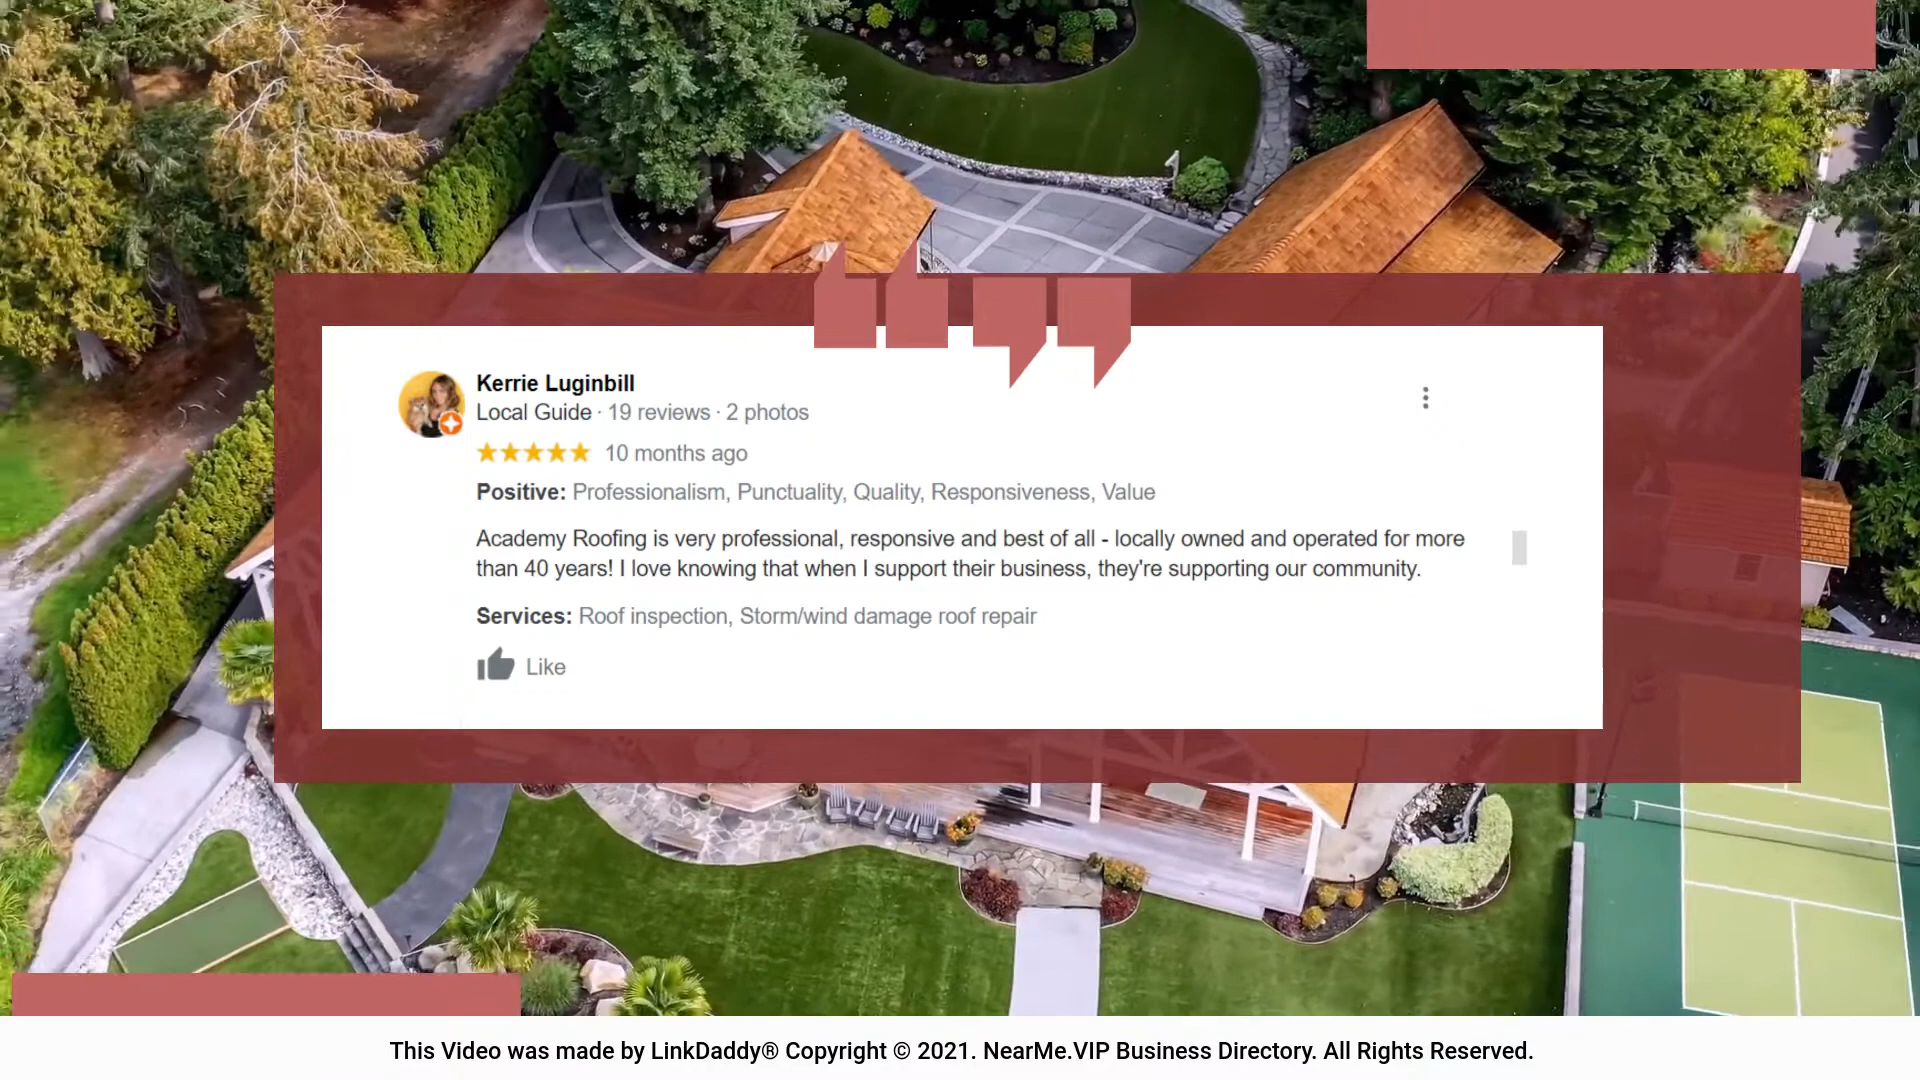 Kerrie Luginbill
Local Guide · 19 reviews · 2 photos
10 months ago
Positive: Professionalism, Punctuality, Quality, Responsiveness, Value
Academy Roofing is very professional, responsive and best of all - locally owned and operated for more
than 40 years! I love knowing that when I support their business, they're supporting our community.
Services: Roof inspection, Storm/wind damage roof repair
Like
This Video was made by LinkDaddy® Copyright © 2021. NearMe.VIP Business Directory. All Rights Reserved.